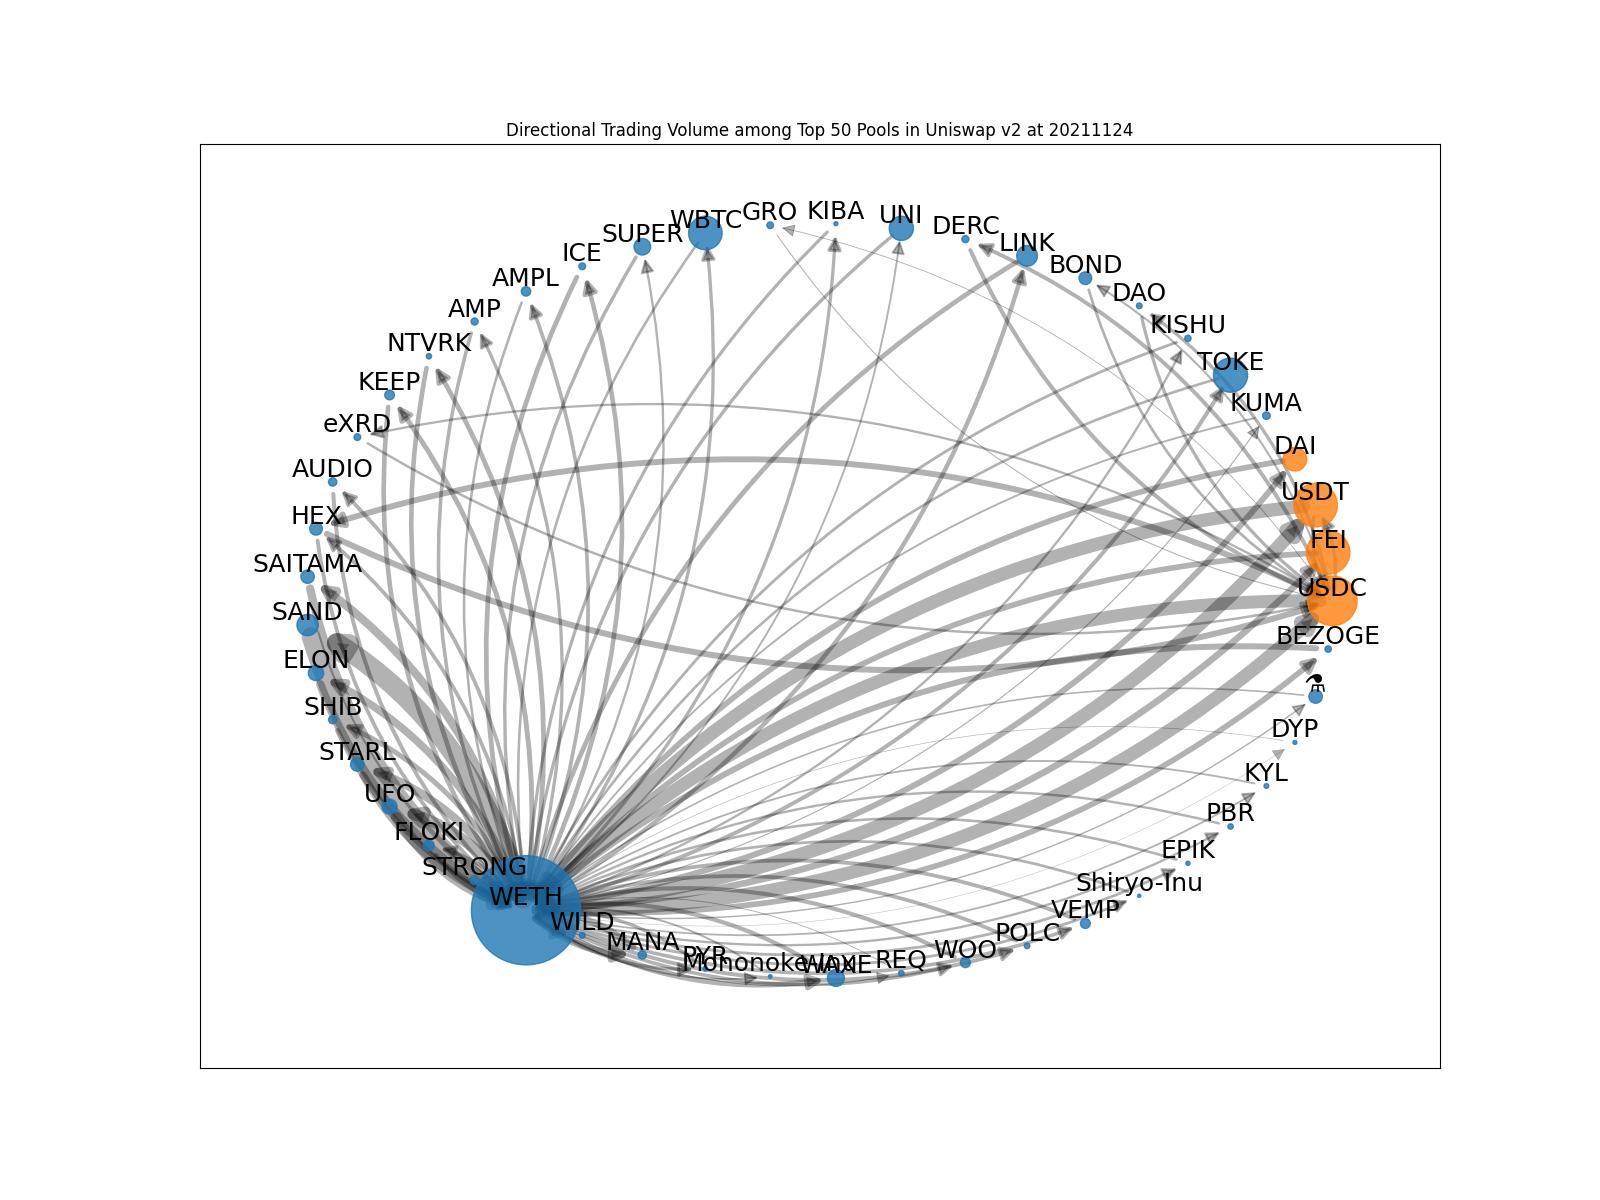 Directional Trading Volume among Top 50 Pools in Uniswap v2 at 20211124
WBTC
GRO
KIBA
UNI
DERC
SUPER
LINK
ICE
BOND
AMPL
DAO
AMP
KISHU
NTVRK
TOKE
KEEP
KUMA
eXRD
DAI
AUDIO
USDT
HEX
FEI
SAITAMA
USDC
SAND
BEZOGE
ELON
⚗
SHIB
DYP
STARL
KYL
UFO
PBR
FLOKI
EPIK
STRONG
Shiryo-Inu
WETH
VEMP
WILD
POLC
MANA
WOO
PYR
Mononoke-Inu
REQ